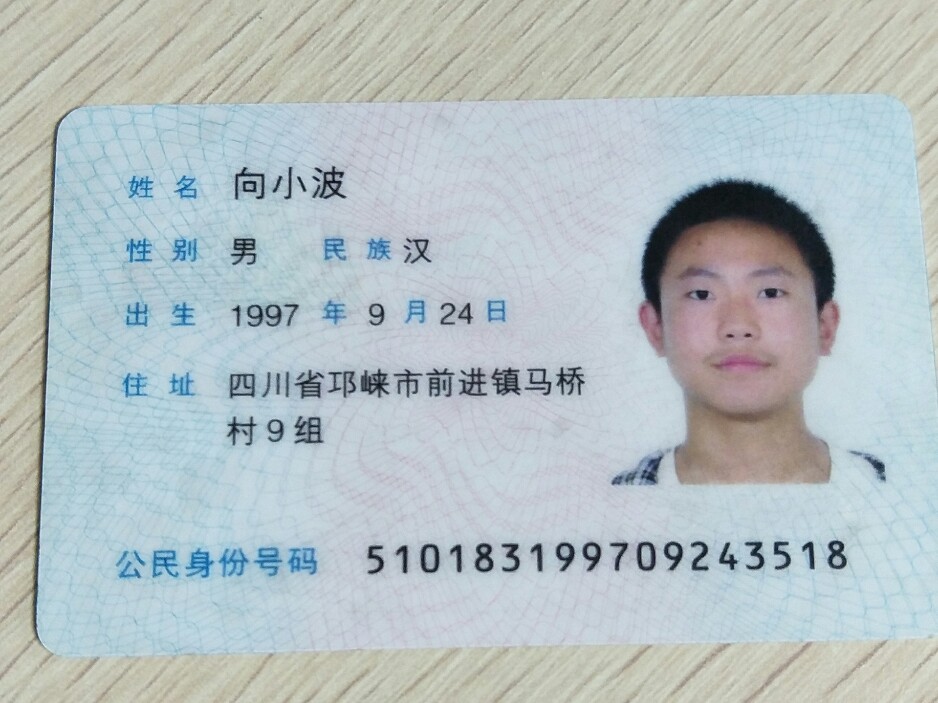 姓名 向小波
性别 男 民族 汉
出生 1997 年 9 月 24 日
住址 四川省邛崃市前进镇马桥
村9组
公民身份号码 510183199709243518